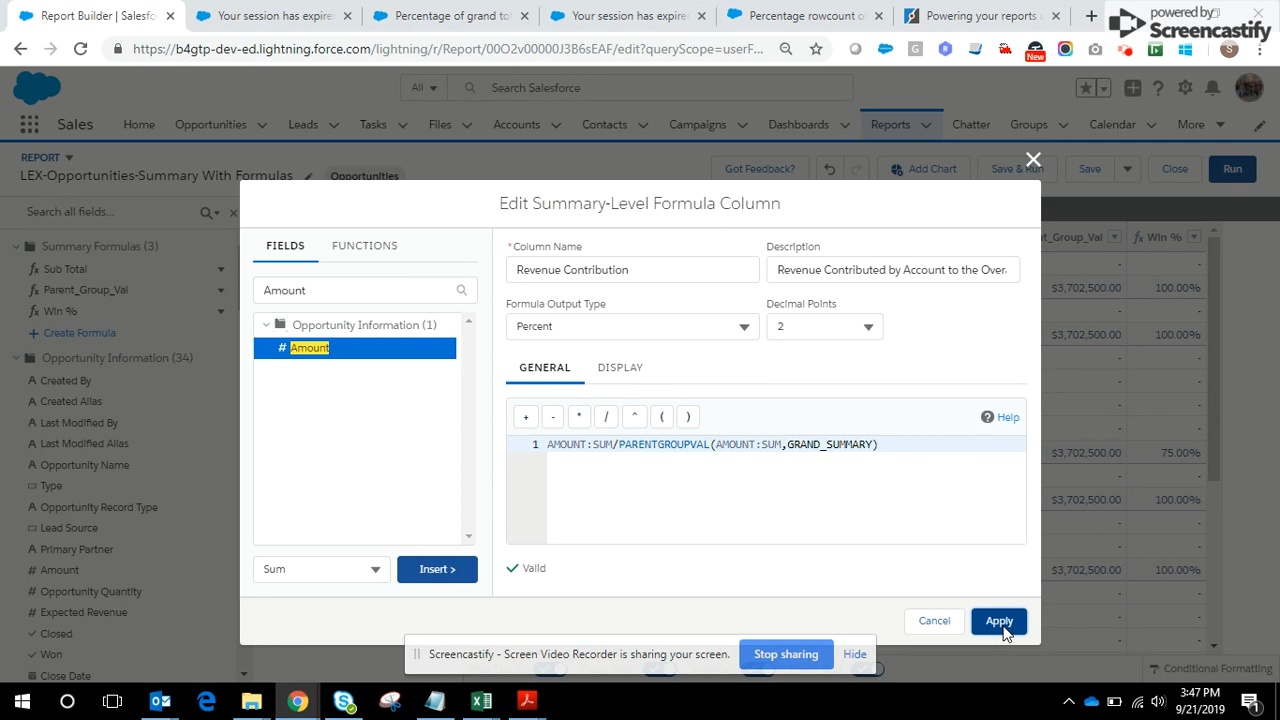 Report Builder | Salesfo
Your session has expire
Percentage of grand to
Your session has expire
Percentage rowcount o
Powering your reports
powered by
Screencastify
https://b4gtp-dev-ed.lightning.force.com/lightning/r/Report/00O2v00000J3B6sEAF/edit?queryScope=userF...
New
S
All
Search Salesforce
Sales
Home
Opportunities
Leads
Tasks
Files
Accounts
Contacts
Campaigns
Dashboards
Reports
Chatter
Groups
Calendar
More
REPORT
LEX-Opportunities-Summary With Formulas
Opportunities
Got Feedback?
Add Chart
Save & Run
Save
Close
Run
Search all fields...
Summary Formulas (3)
fx Sub Total
fx Parent_Group_Val
fx Win %
+ Create Formula
Opportunity Information (34)
A Created By
A Created Alias
A Last Modified By
A Last Modified Alias
A Opportunity Name
Type
A Opportunity Record Type
Lead Source
A Primary Partner
# Amount
# Opportunity Quantity
# Expected Revenue
Closed
Won
Close Date
Edit Summary-Level Formula Column
FIELDS
FUNCTIONS
Amount
Opportunity Information (1)
# Amount
Sum
Insert >
*Column Name
Revenue Contribution
Description
Revenue Contributed by Account to the Over
Formula Output Type
Percent
Decimal Points
2
GENERAL
DISPLAY
+ - * / ^ ( )
Help
1 AMOUNT:SUM/PARENTGROUPVAL(AMOUNT:SUM,GRAND_SUMMARY)
Valid
Cancel
Apply
nt_Group_Val
fx Win %
- -
$3,702,500.00 100.00%
- -
$3,702,500.00 100.00%
- -
- -
- -
$3,702,500.00 75.00%
$3,702,500.00 100.00%
- -
- -
$3,702,500.00 100.00%
- -
- -
- -
Screencastify - Screen Video Recorder is sharing your screen.
Stop sharing
Hide
Conditional Formatting
3:47 PM
9/21/2019
1